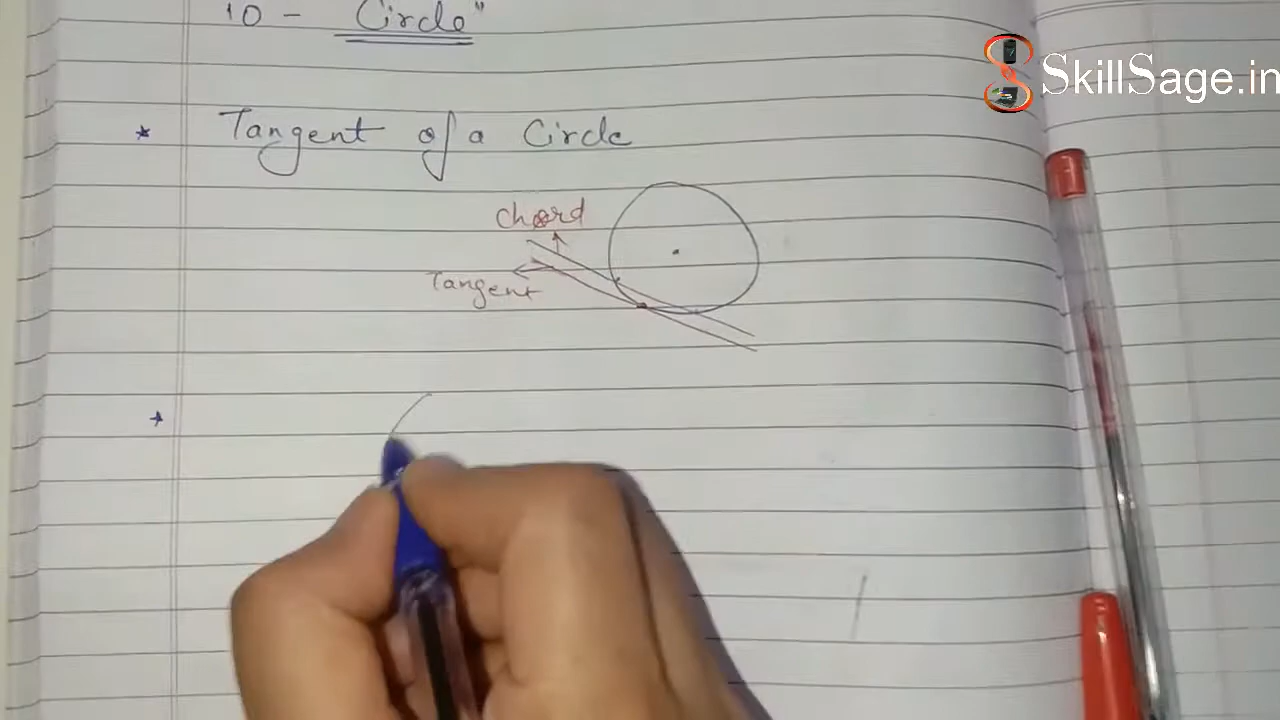 10 - Circle"
SkillSage.in
* Tangent of a Circle
Chord
Tangent
*